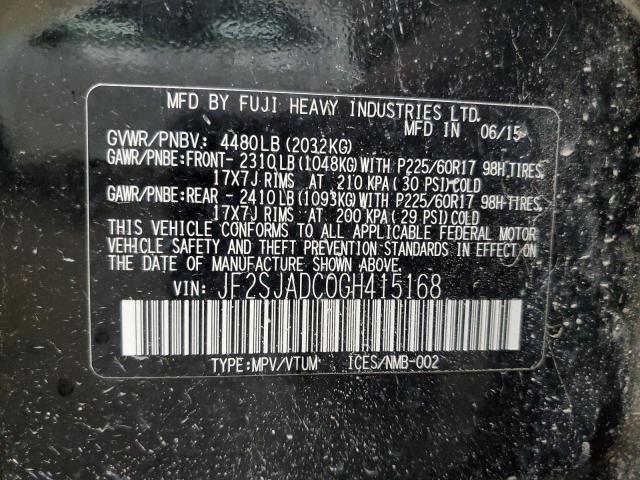 MFD BY FUJI HEAVY INDUSTRIES LTD.
MFD IN 06/15
GVWR/PNBV.: 4480LB(2032KG)
GAWR/PNBE:FRONT- 2310LB(1048KG)WITH P225/60R17 98H TIRES,
17X7J RIMS AT 210 KPA( 30 PSI)COLD
GAWR/PNBE:REAR - 2410LB(1093KG)WITH P225/60R17 98H TIRES,
17X7J RIMS AT 200 KPA( 29 PSI)COLD
THIS VEHICLE CONFORMS TO ALL APPLICABLE FEDERAL MOTOR
VEHICLE SAFETY AND THEFT PREVENTION STANDARDS IN EFFECT ON
THE DATE OF MANUFACTURE SHOWN ABOVE.
VIN: JF2SJADC0GH415168
TYPE:MPV/VTUM ICES/NMB-002